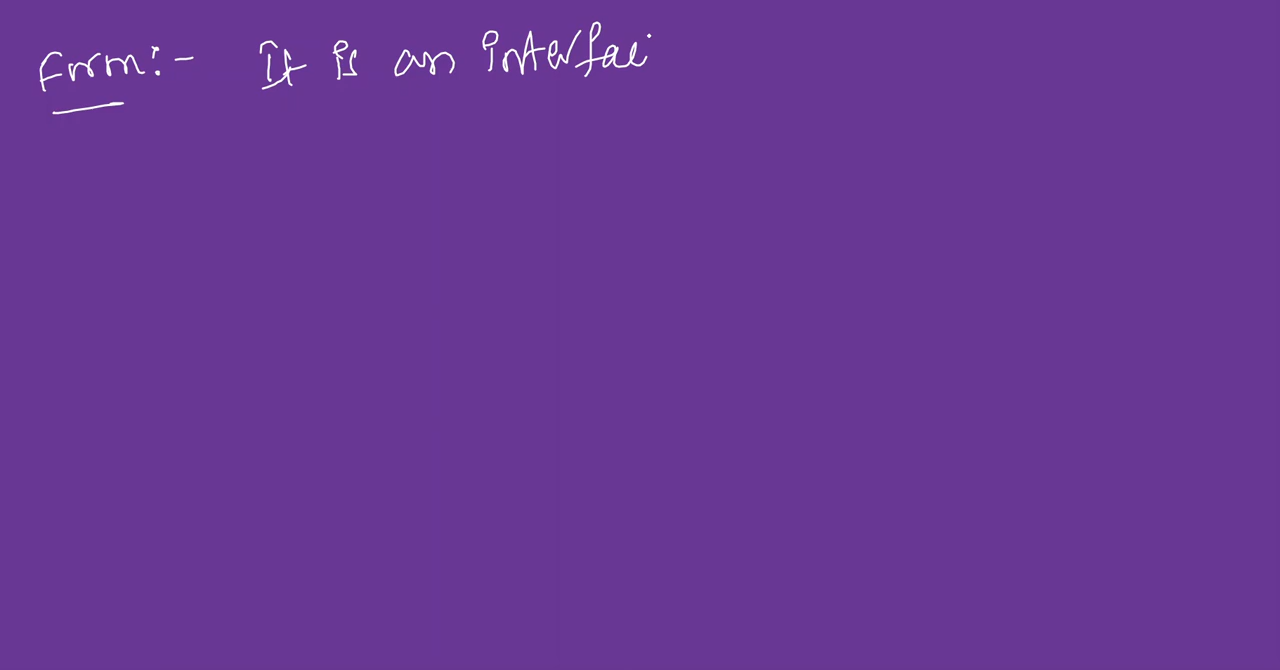 Form:- It is an interfac